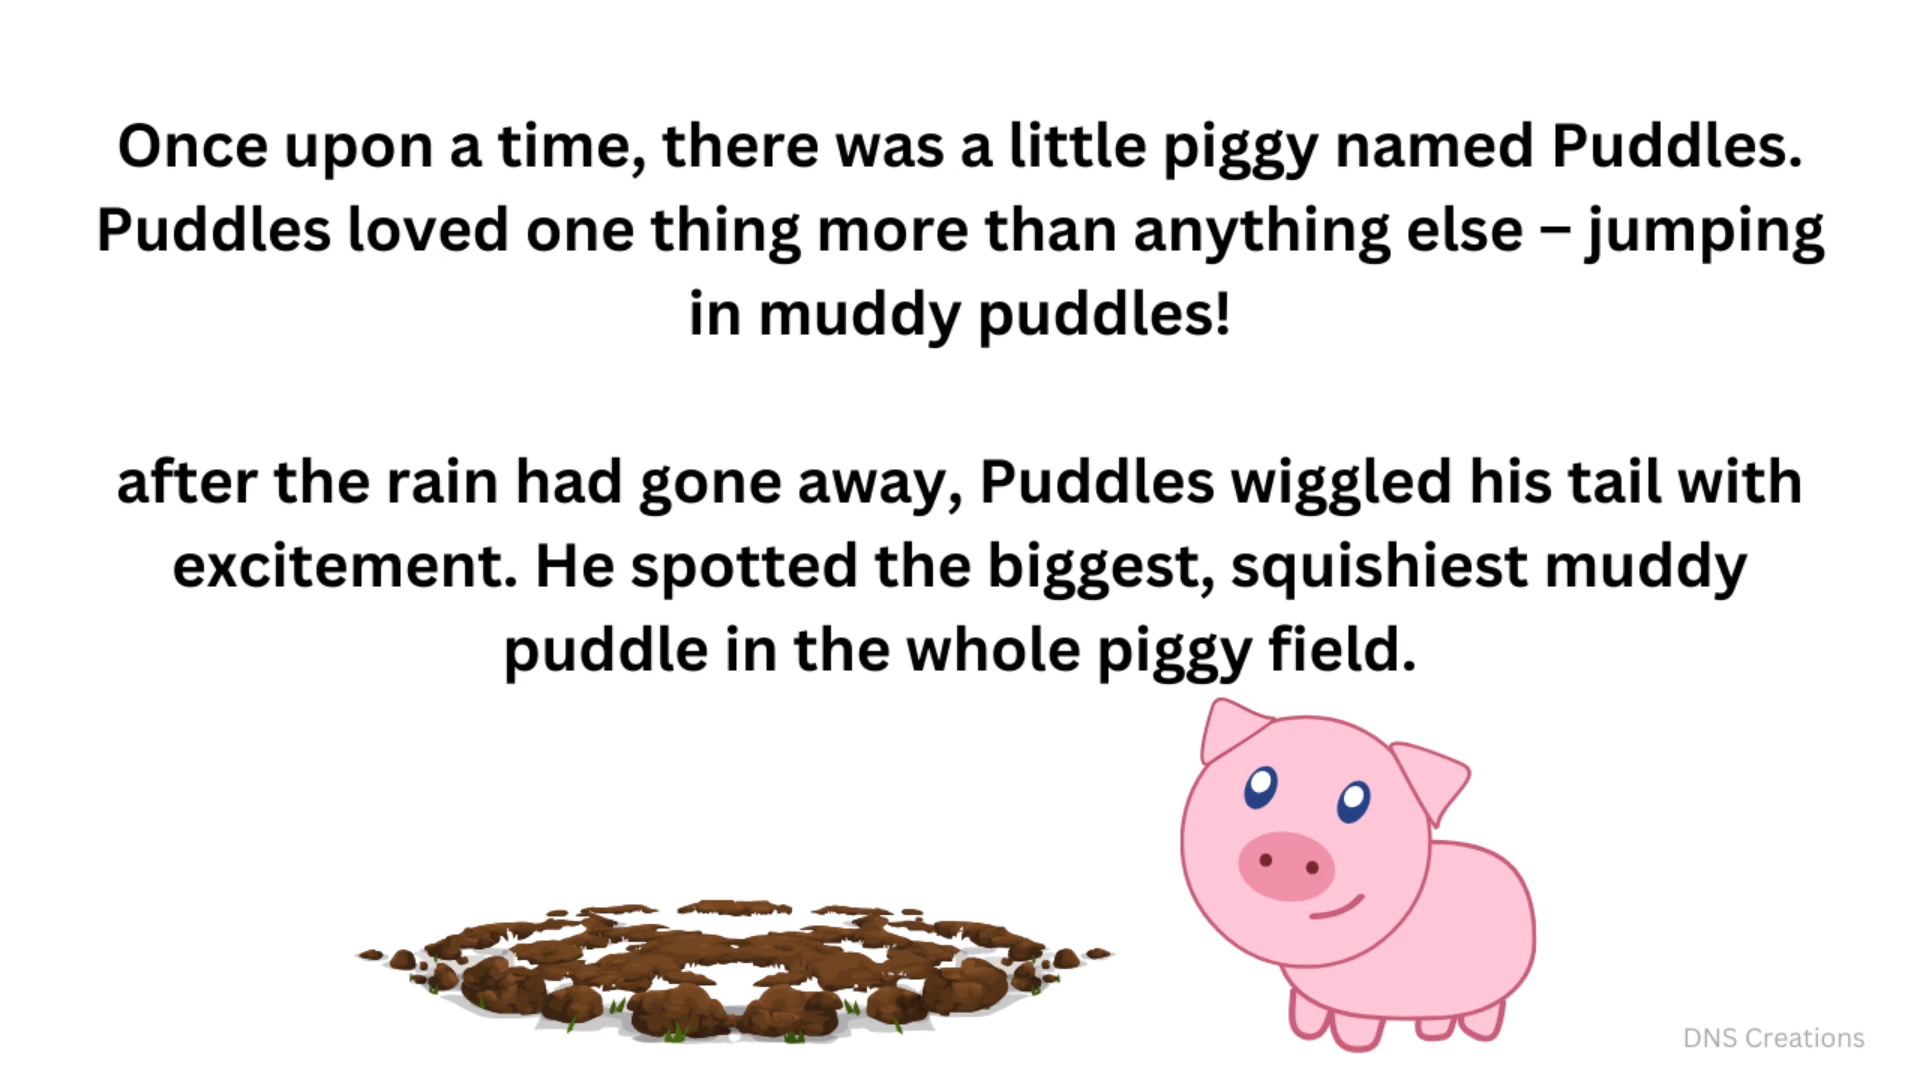 Once upon a time, there was a little piggy named Puddles.
Puddles loved one thing more than anything else – jumping
in muddy puddles!
after the rain had gone away, Puddles wiggled his tail with
excitement. He spotted the biggest, squishiest muddy
puddle in the whole piggy field.
DNS Creations